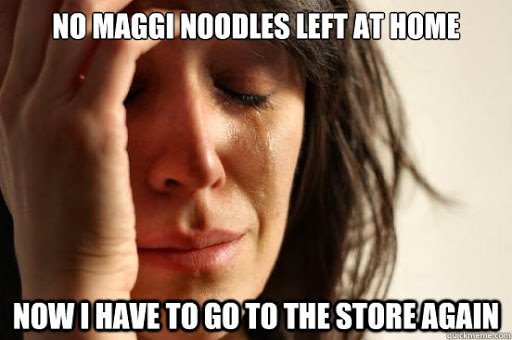 NO MAGGI NOODLES LEFT AT HOME
NOW I HAVE TO GO TO THE STORE AGAIN
quickmeme.com